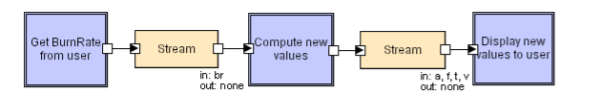 Get BurnRate
from user
Stream
in: br
out: none
Compute new
values
Stream
in: a, f, t, v
out: none
Display new
values to user